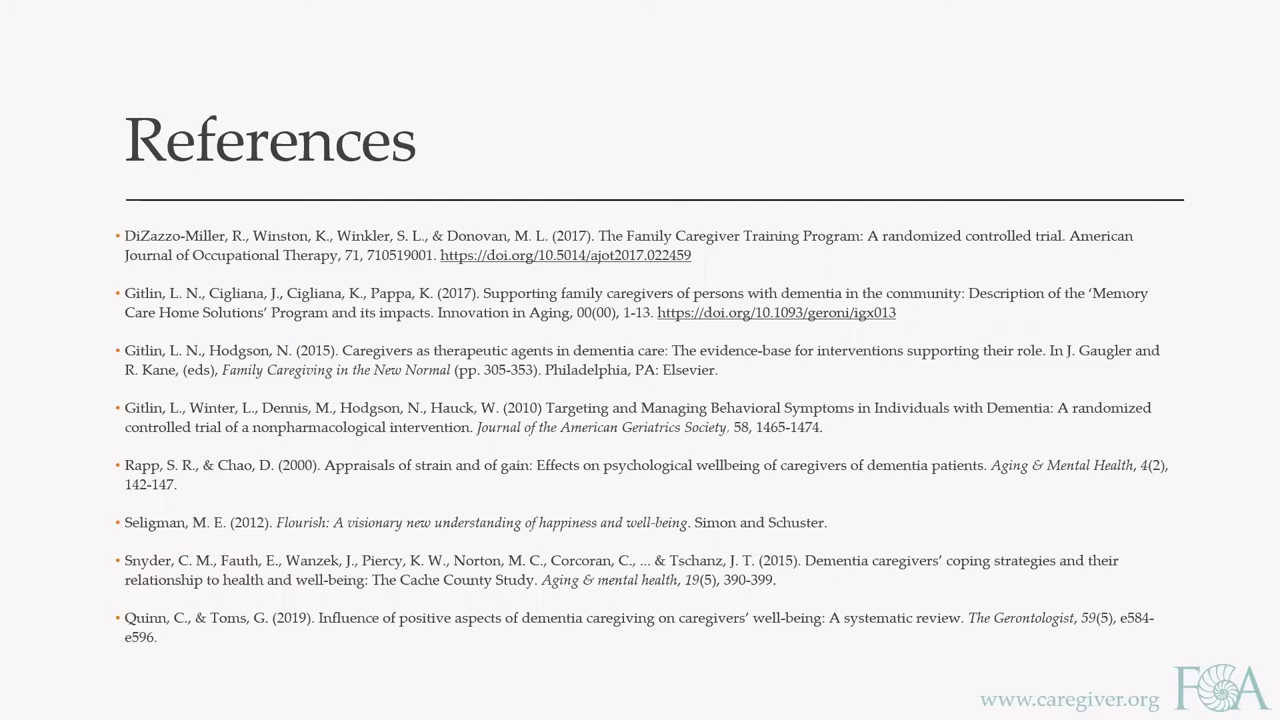 References
• DiZazzo-Miller, R., Winston, K., Winkler, S. L., & Donovan, M. L. (2017). The Family Caregiver Training Program: A randomized controlled trial. American
Journal of Occupational Therapy, 71, 710519001. https://doi.org/10.5014/ajot2017.022459
• Gitlin, L. N., Cigliana, J., Cigliana, K., Pappa, K. (2017). Supporting family caregivers of persons with dementia in the community: Description of the ‘Memory
Care Home Solutions’ Program and its impacts. Innovation in Aging, 00(00), 1-13. https://doi.org/10.1093/geroni/igx013
• Gitlin, L. N., Hodgson, N. (2015). Caregivers as therapeutic agents in dementia care: The evidence-base for interventions supporting their role. In J. Gaugler and
R. Kane, (eds), Family Caregiving in the New Normal (pp. 305-353). Philadelphia, PA: Elsevier.
• Gitlin, L., Winter, L., Dennis, M., Hodgson, N., Hauck, W. (2010) Targeting and Managing Behavioral Symptoms in Individuals with Dementia: A randomized
controlled trial of a nonpharmacological intervention. Journal of the American Geriatrics Society, 58, 1465-1474.
• Rapp, S. R., & Chao, D. (2000). Appraisals of strain and of gain: Effects on psychological wellbeing of caregivers of dementia patients. Aging & Mental Health, 4(2),
142-147.
• Seligman, M. E. (2012). Flourish: A visionary new understanding of happiness and well-being. Simon and Schuster.
• Snyder, C. M., Fauth, E., Wanzek, J., Piercy, K. W., Norton, M. C., Corcoran, C., ... & Tschanz, J. T. (2015). Dementia caregivers’ coping strategies and their
relationship to health and well-being: The Cache County Study. Aging & mental health, 19(5), 390-399.
• Quinn, C., & Toms, G. (2019). Influence of positive aspects of dementia caregiving on caregivers’ well-being: A systematic review. The Gerontologist, 59(5), e584-
e596.
www.caregiver.org FCA